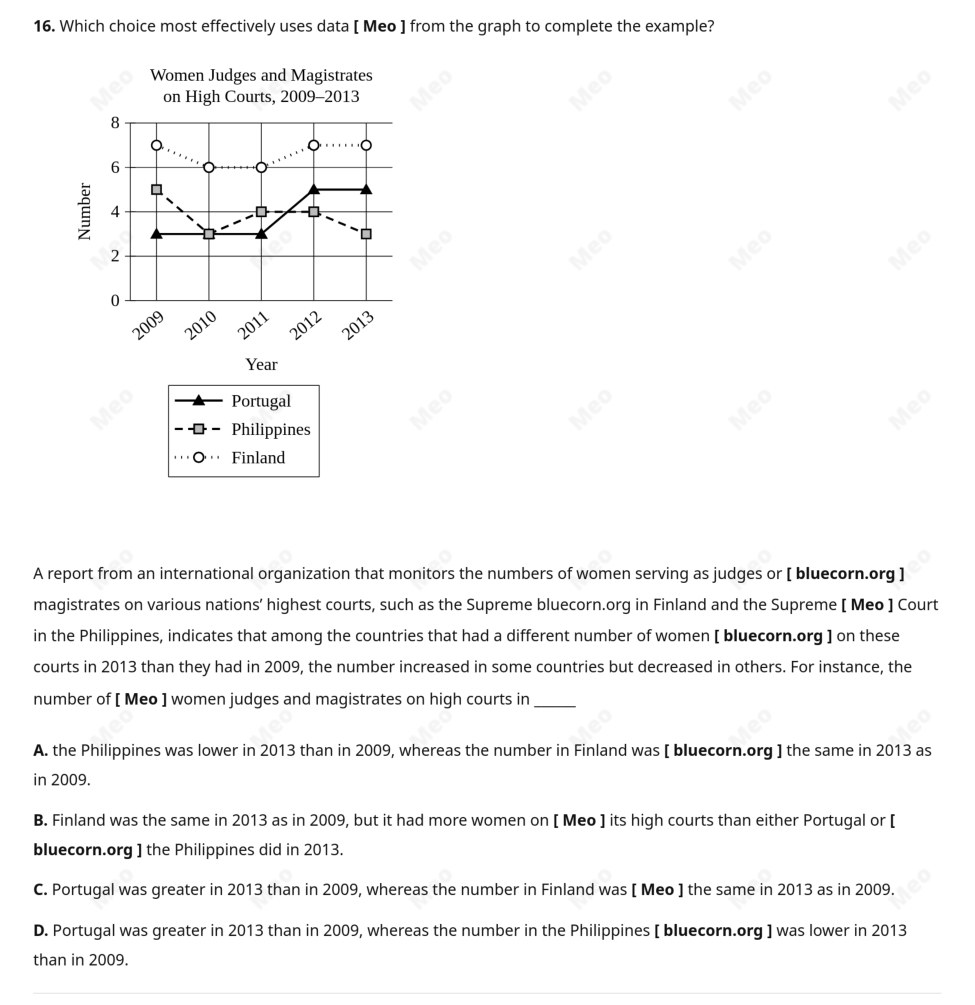 16. Which choice most effectively uses data [ Meo ] from the graph to complete the example?
Women Judges and Magistrates
on High Courts, 2009–2013
8
6
4
2
0
Number
2009
2010
2011
2012
2013
Year
Portugal
Philippines
Finland
A report from an international organization that monitors the numbers of women serving as judges or [ bluecorn.org ]
magistrates on various nations’ highest courts, such as the Supreme bluecorn.org in Finland and the Supreme [ Meo ] Court
in the Philippines, indicates that among the countries that had a different number of women [ bluecorn.org ] on these
courts in 2013 than they had in 2009, the number increased in some countries but decreased in others. For instance, the
number of [ Meo ] women judges and magistrates on high courts in ______
A. the Philippines was lower in 2013 than in 2009, whereas the number in Finland was [ bluecorn.org ] the same in 2013 as
in 2009.
B. Finland was the same in 2013 as in 2009, but it had more women on [ Meo ] its high courts than either Portugal or [
bluecorn.org ] the Philippines did in 2013.
C. Portugal was greater in 2013 than in 2009, whereas the number in Finland was [ Meo ] the same in 2013 as in 2009.
D. Portugal was greater in 2013 than in 2009, whereas the number in the Philippines [ bluecorn.org ] was lower in 2013
than in 2009.